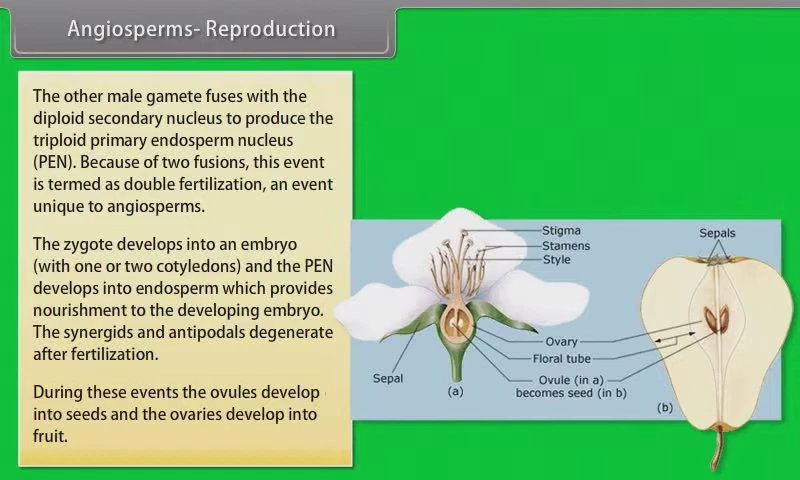 Angiosperms- Reproduction
The other male gamete fuses with the
diploid secondary nucleus to produce the
triploid primary endosperm nucleus
(PEN). Because of two fusions, this event
is termed as double fertilization, an event
unique to angiosperms.
The zygote develops into an embryo
(with one or two cotyledons) and the PEN
develops into endosperm which provides
nourishment to the developing embryo.
The synergids and antipodals degenerate
after fertilization.
During these events the ovules develop
into seeds and the ovaries develop into
fruit.
Stigma
Stamens
Style
Sepals
Ovary
Floral tube
Sepal
Ovule (in a)
becomes seed (in b)
(a)
(b)